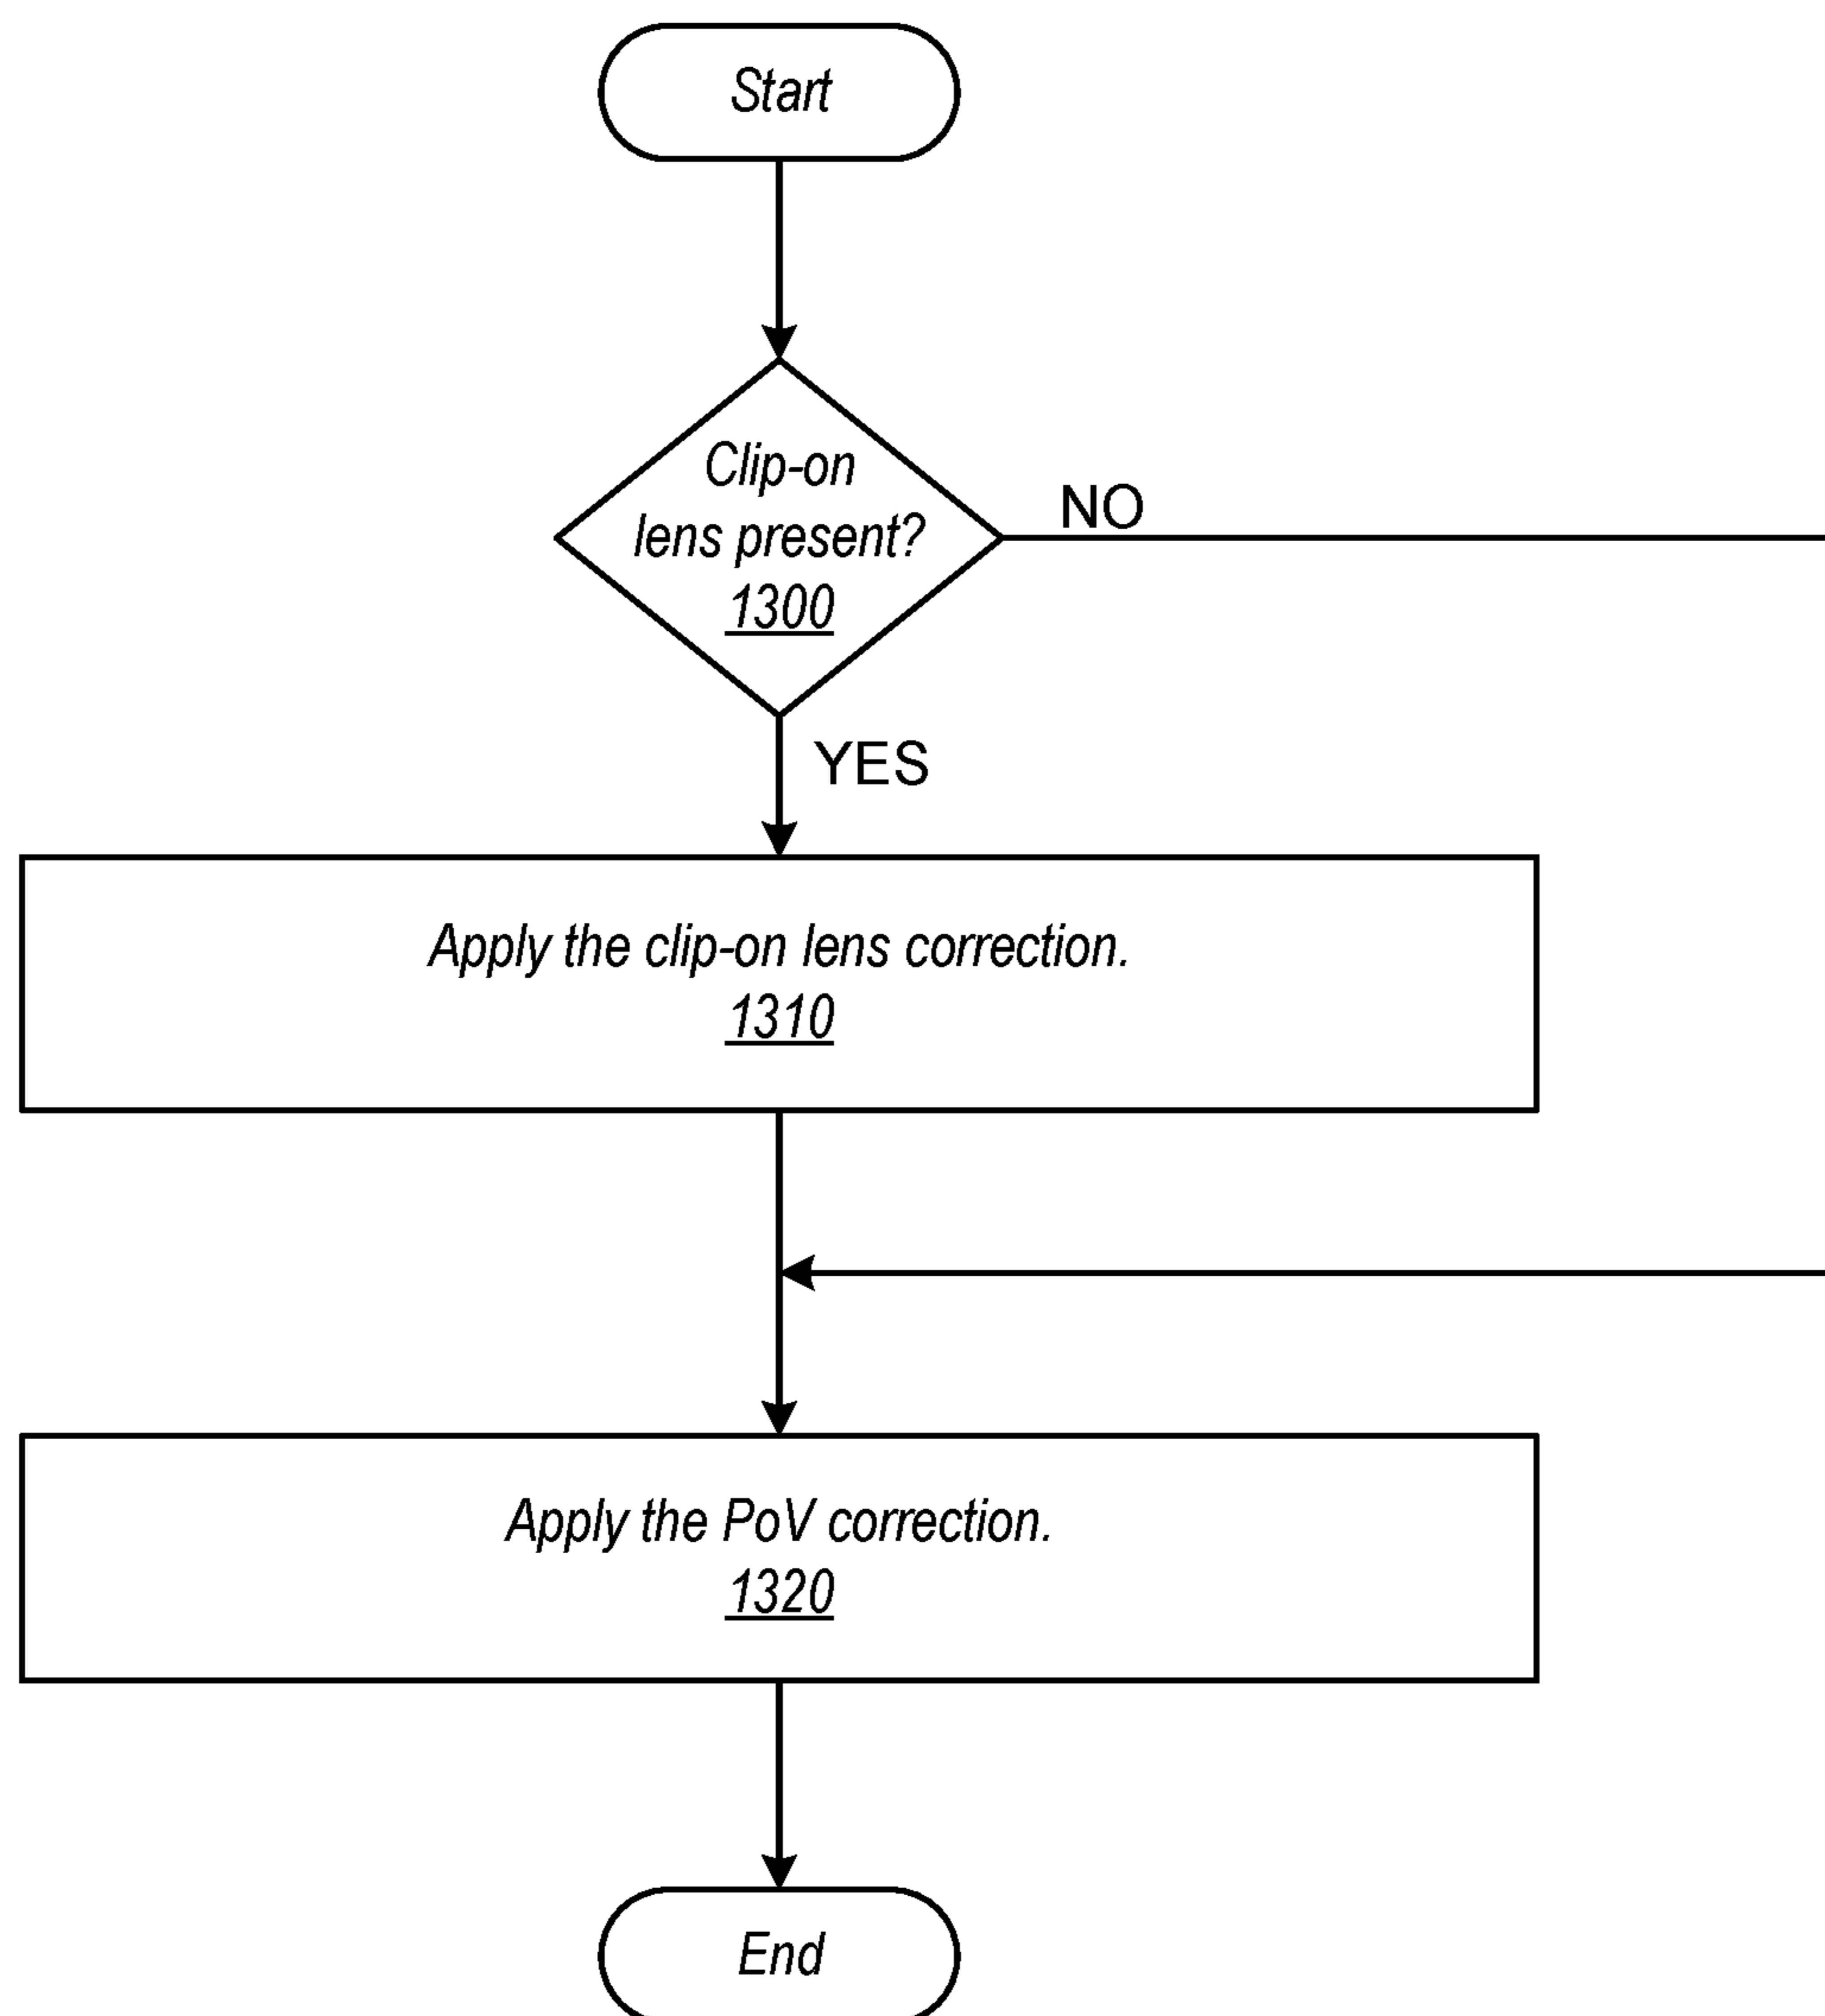 Start
Clip-on
lens present?
1300
NO
YES
Apply the clip-on lens correction.
1310
Apply the PoV correction.
1320
End